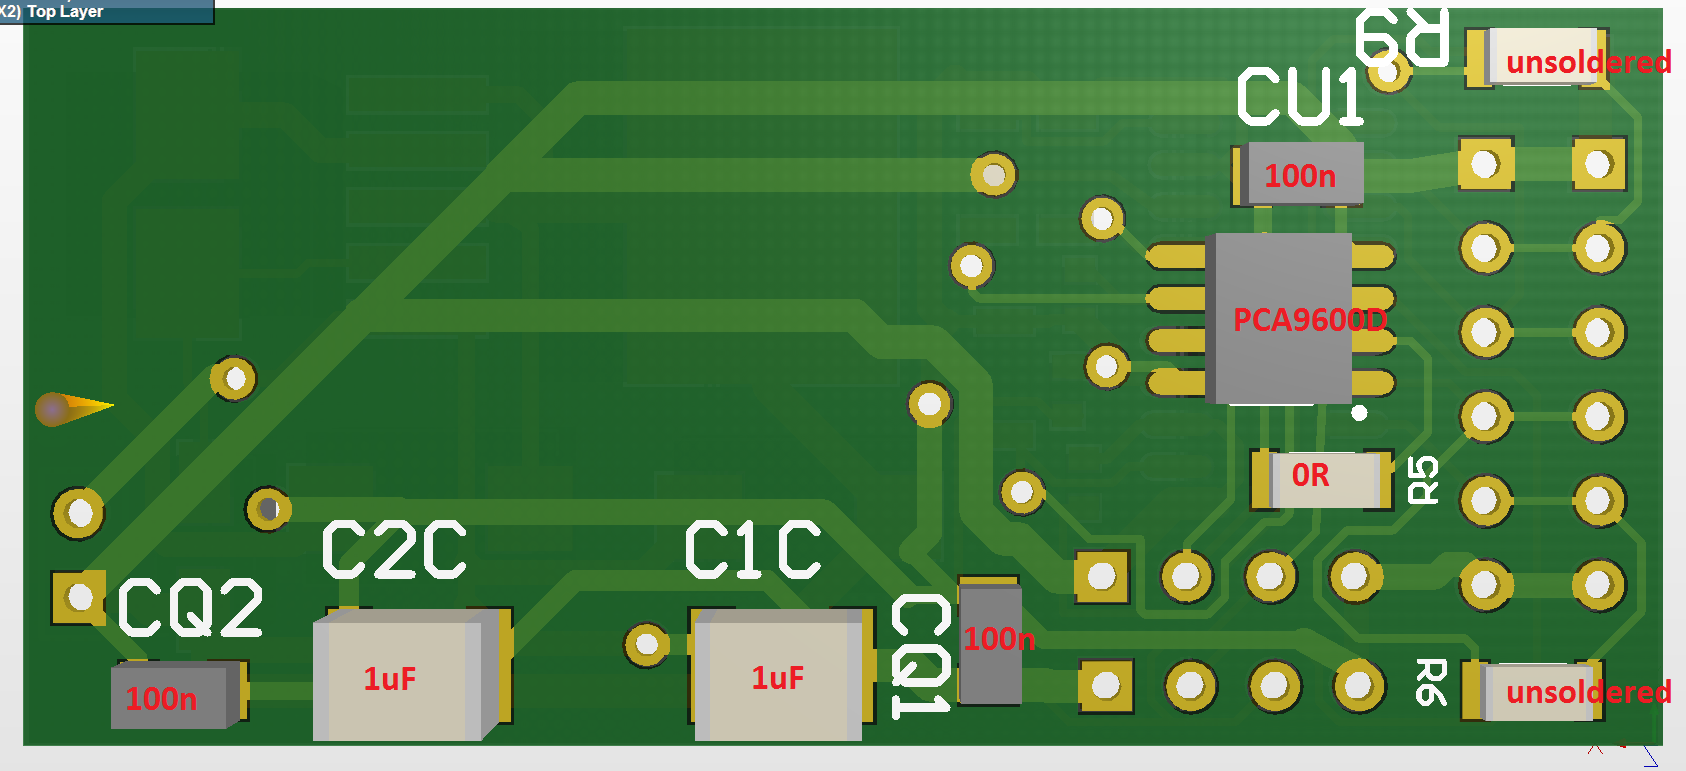 X2) Top Layer
R9
unsoldered
CU1
100n
PCA9600D
0R
R5
C2C
C1C
CQ2
CQ1
100n
1uF
1uF
100n
R6
unsoldered